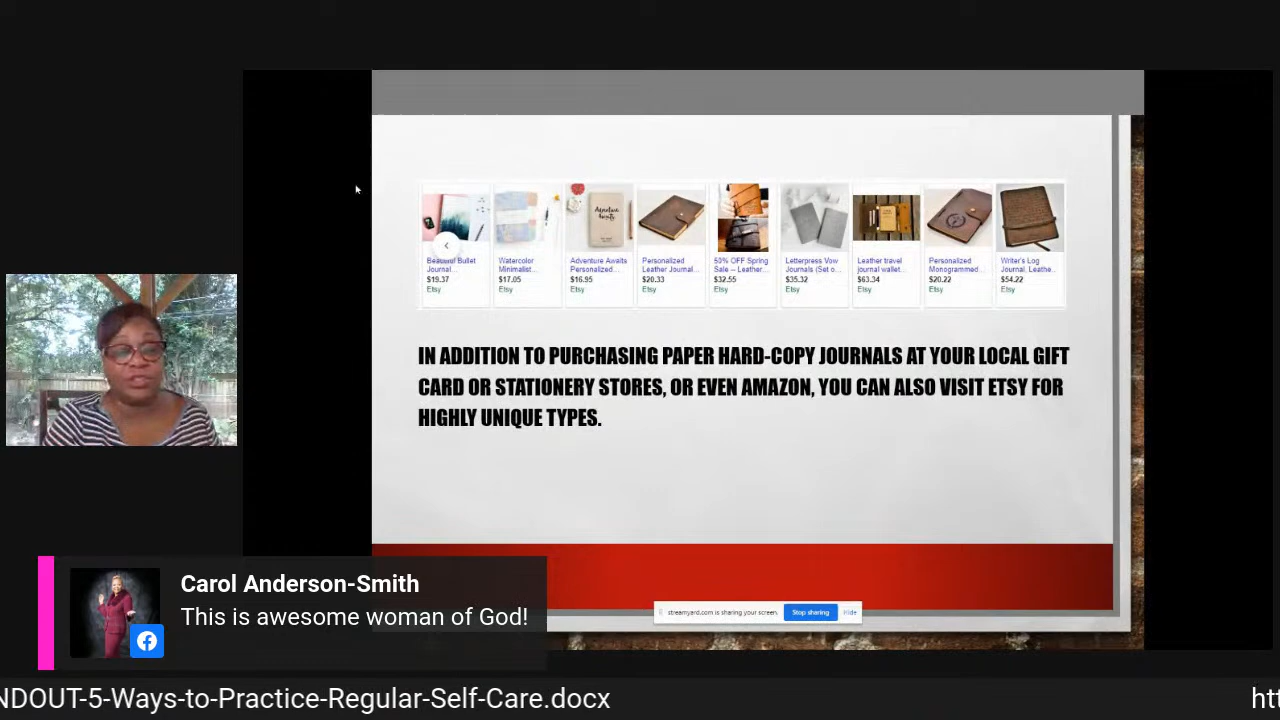 Beautiful Bullet
Journal...
$19.37
Etsy
Watercolor
Minimalist...
$17.05
Etsy
Adventure Awaits
Personalized...
$16.95
Etsy
Personalized
Leather Journal...
$20.33
Etsy
50% OFF Spring
Sale -- Leather...
$32.55
Etsy
Letterpress Vow
Journals (Set o...
$35.32
Etsy
Leather travel
journal wallet...
$63.34
Etsy
Personalized
Monogrammed...
$20.22
Etsy
Writer's Log
Journal, Leathe...
$54.22
Etsy
IN ADDITION TO PURCHASING PAPER HARD-COPY JOURNALS AT YOUR LOCAL GIFT
CARD OR STATIONERY STORES, OR EVEN AMAZON, YOU CAN ALSO VISIT ETSY FOR
HIGHLY UNIQUE TYPES.
streamyard.com is sharing your screen. Stop sharing Hide
Carol Anderson-Smith
This is awesome woman of God!
NDOUT-5-Ways-to-Practice-Regular-Self-Care.docx htt